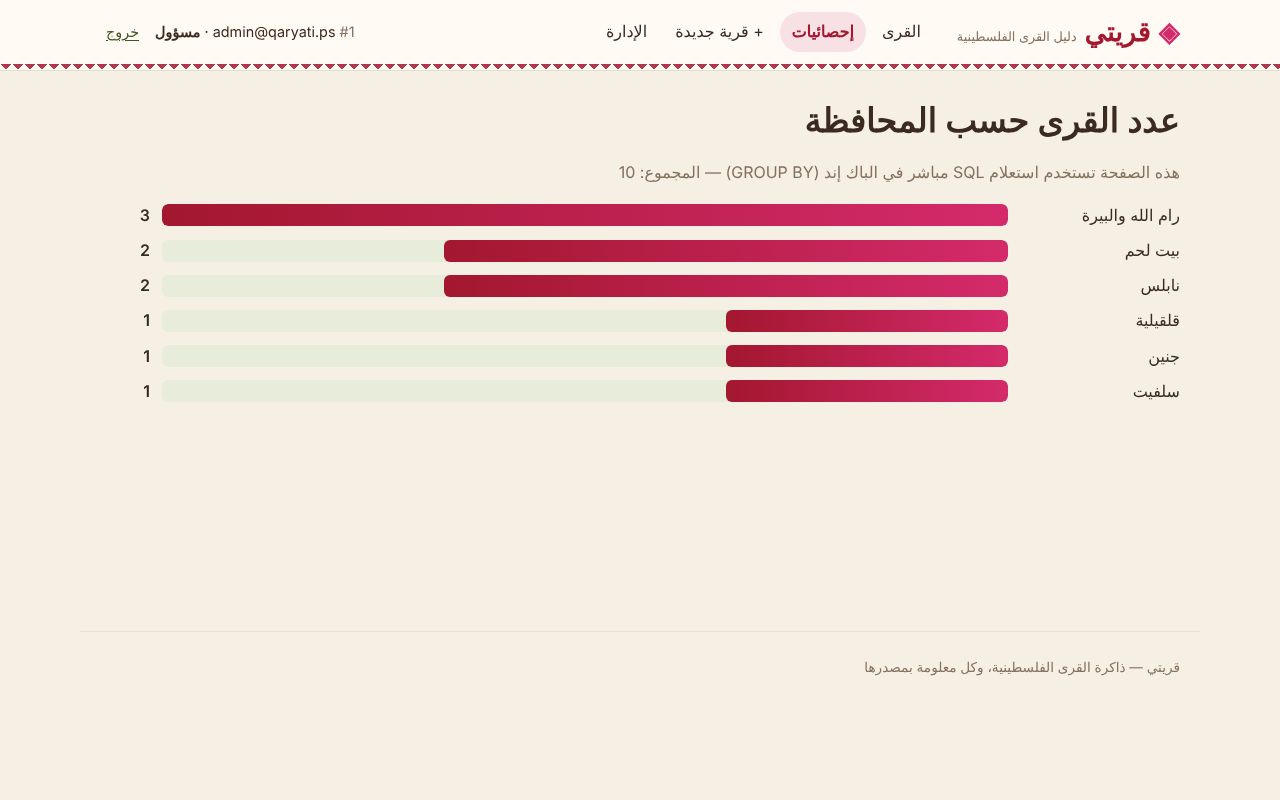 ◈ قريتي دليل القرى الفلسطينية
القرى
إحصائيات
+ قرية جديدة
الإدارة
#1 admin@qaryati.ps · مسؤول
خروج
عدد القرى حسب المحافظة
هذه الصفحة تستخدم استعلام SQL مباشر في الباك إند (GROUP BY) — المجموع: 10
رام الله والبيرة 3
بيت لحم 2
نابلس 2
قلقيلية 1
جنين 1
سلفيت 1
قريتي — ذاكرة القرى الفلسطينية، وكل معلومة بمصدرها